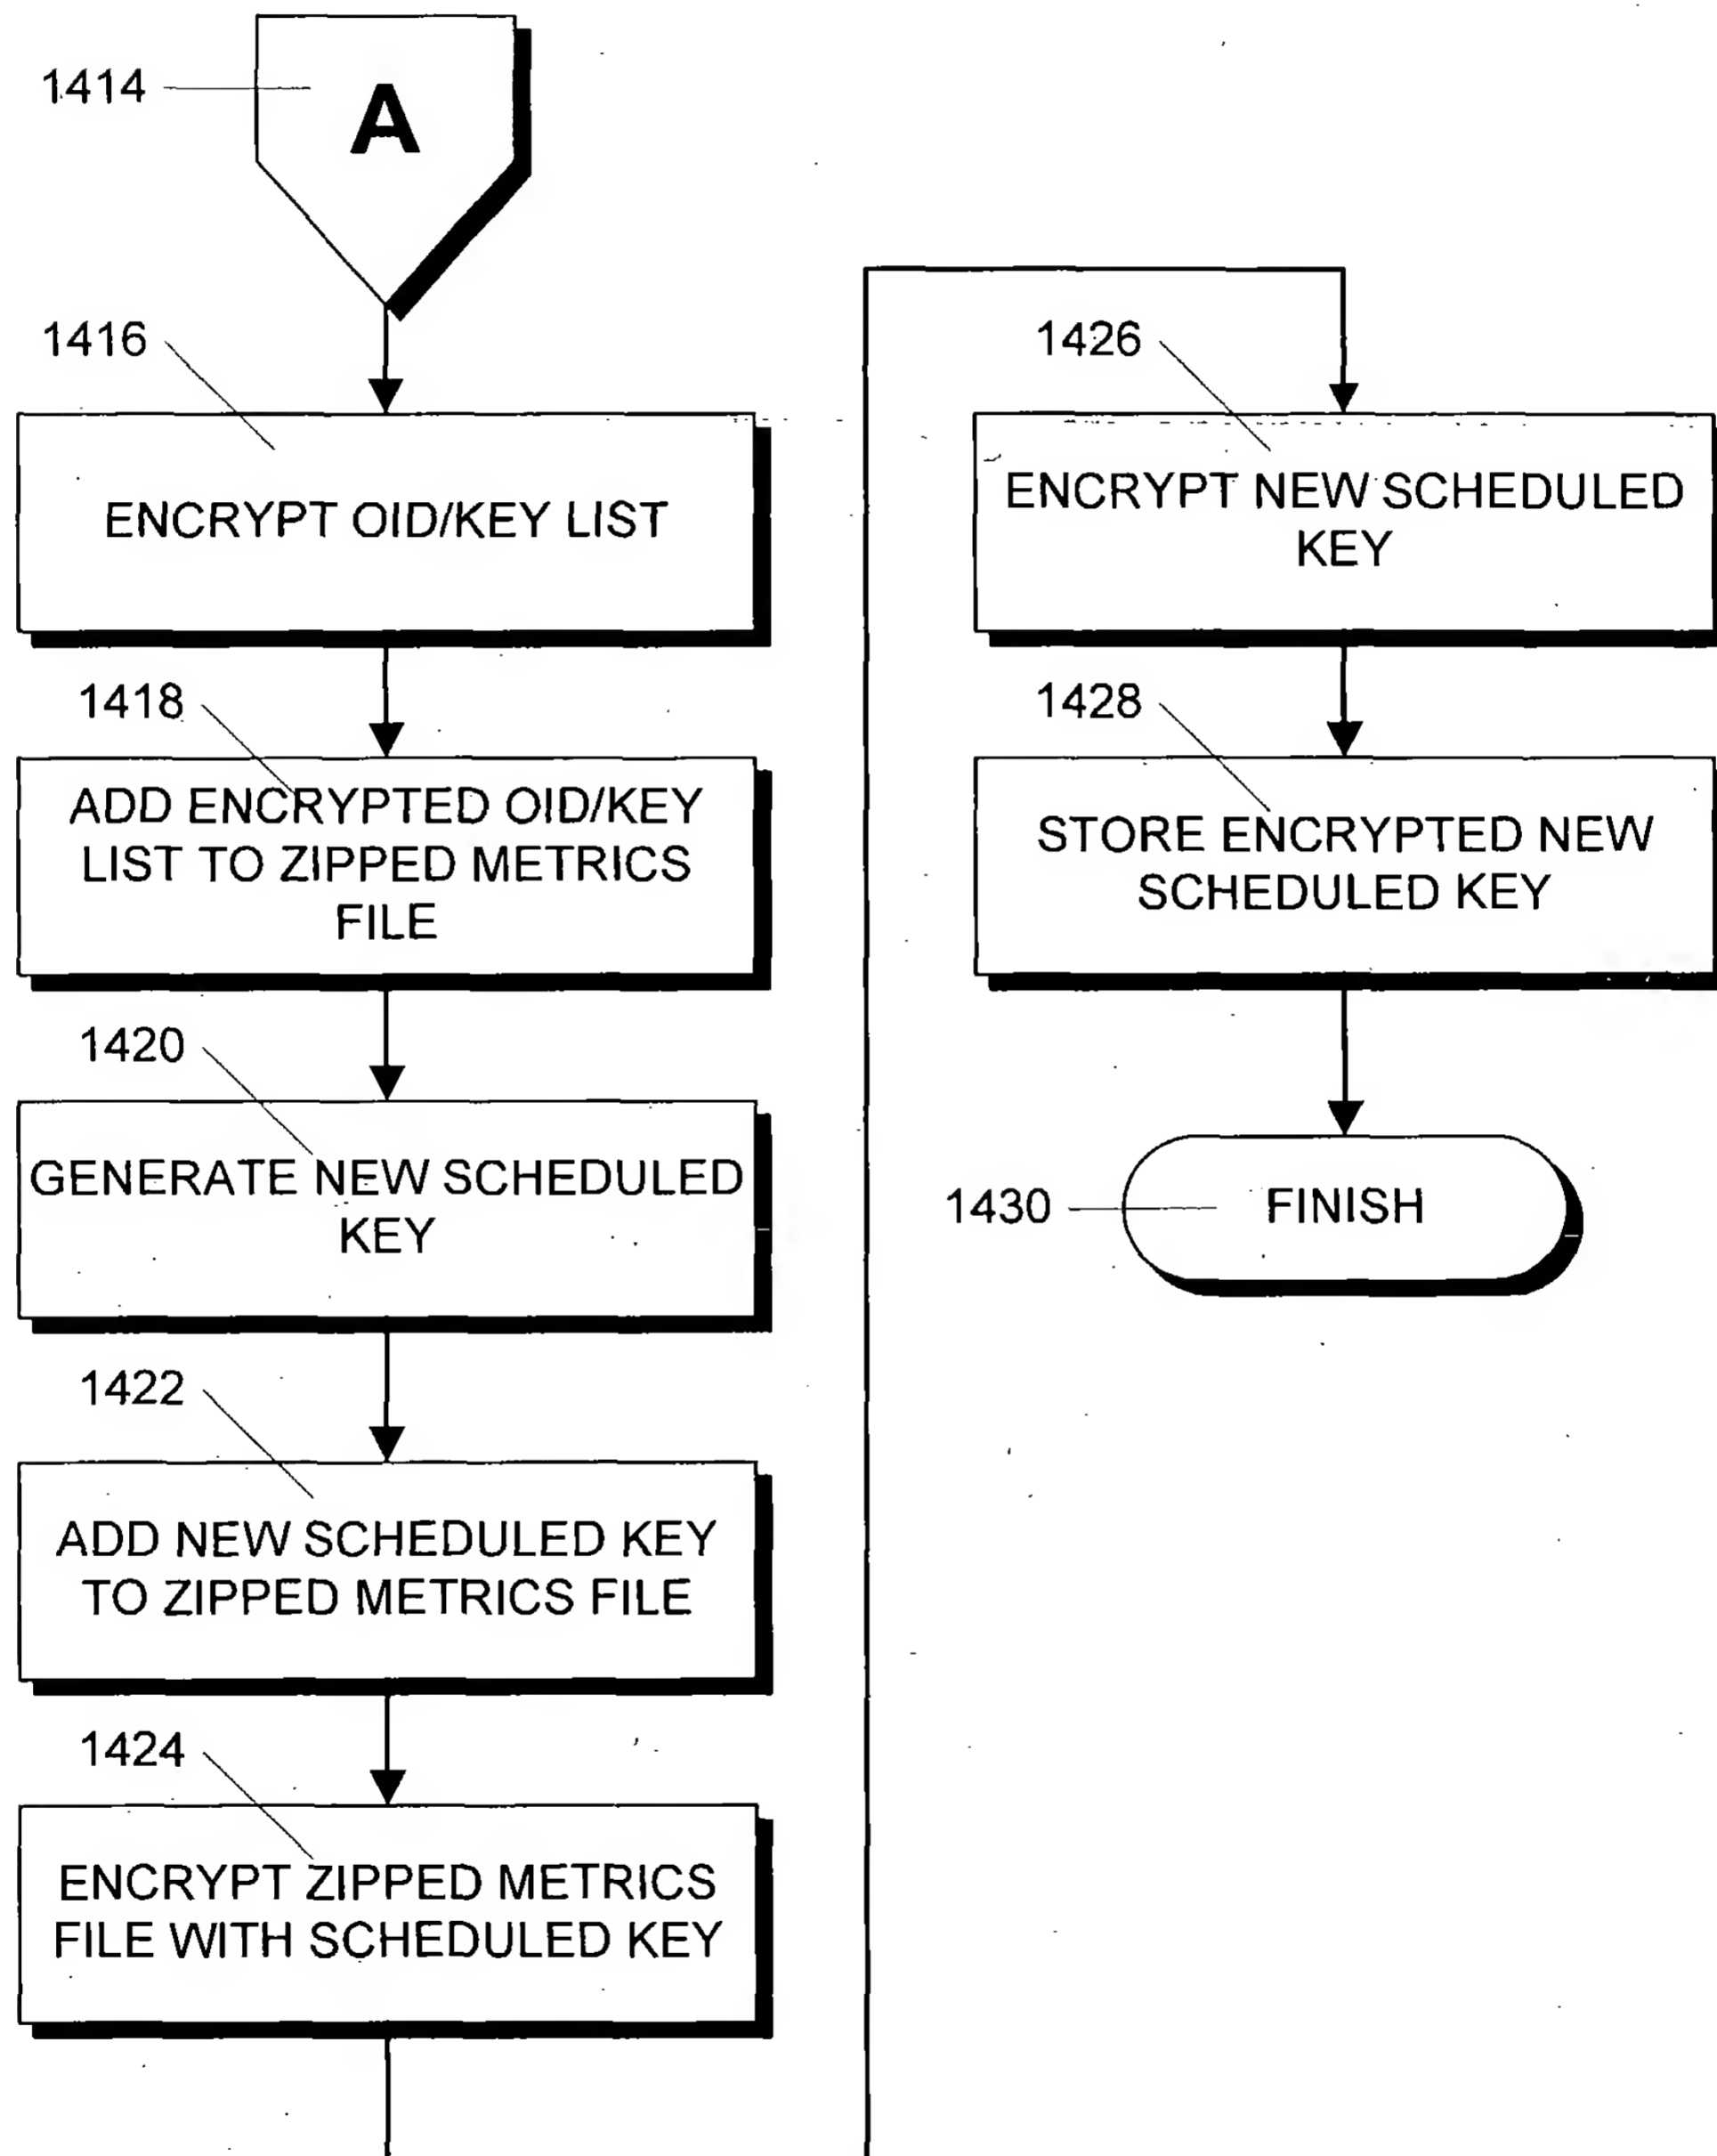 1414
A
1416
ENCRYPT OID/KEY LIST
1418
ADD ENCRYPTED OID/KEY
LIST TO ZIPPED METRICS
FILE
1420
GENERATE NEW SCHEDULED
KEY
1422
ADD NEW SCHEDULED KEY
TO ZIPPED METRICS FILE
1424
ENCRYPT ZIPPED METRICS
FILE WITH SCHEDULED KEY
1426
ENCRYPT NEW SCHEDULED
KEY
1428
STORE ENCRYPTED NEW
SCHEDULED KEY
1430
FINISH